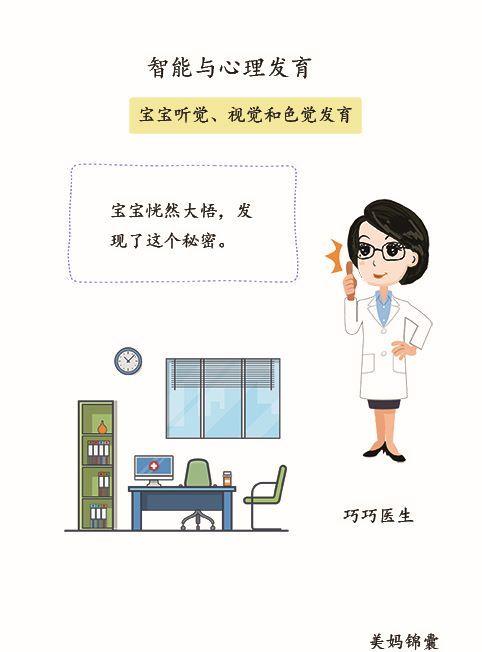 智能与心理发育
宝宝听觉、视觉和色觉发育
宝宝恍然大悟，发
现了这个秘密。
巧巧医生
美妈锦囊